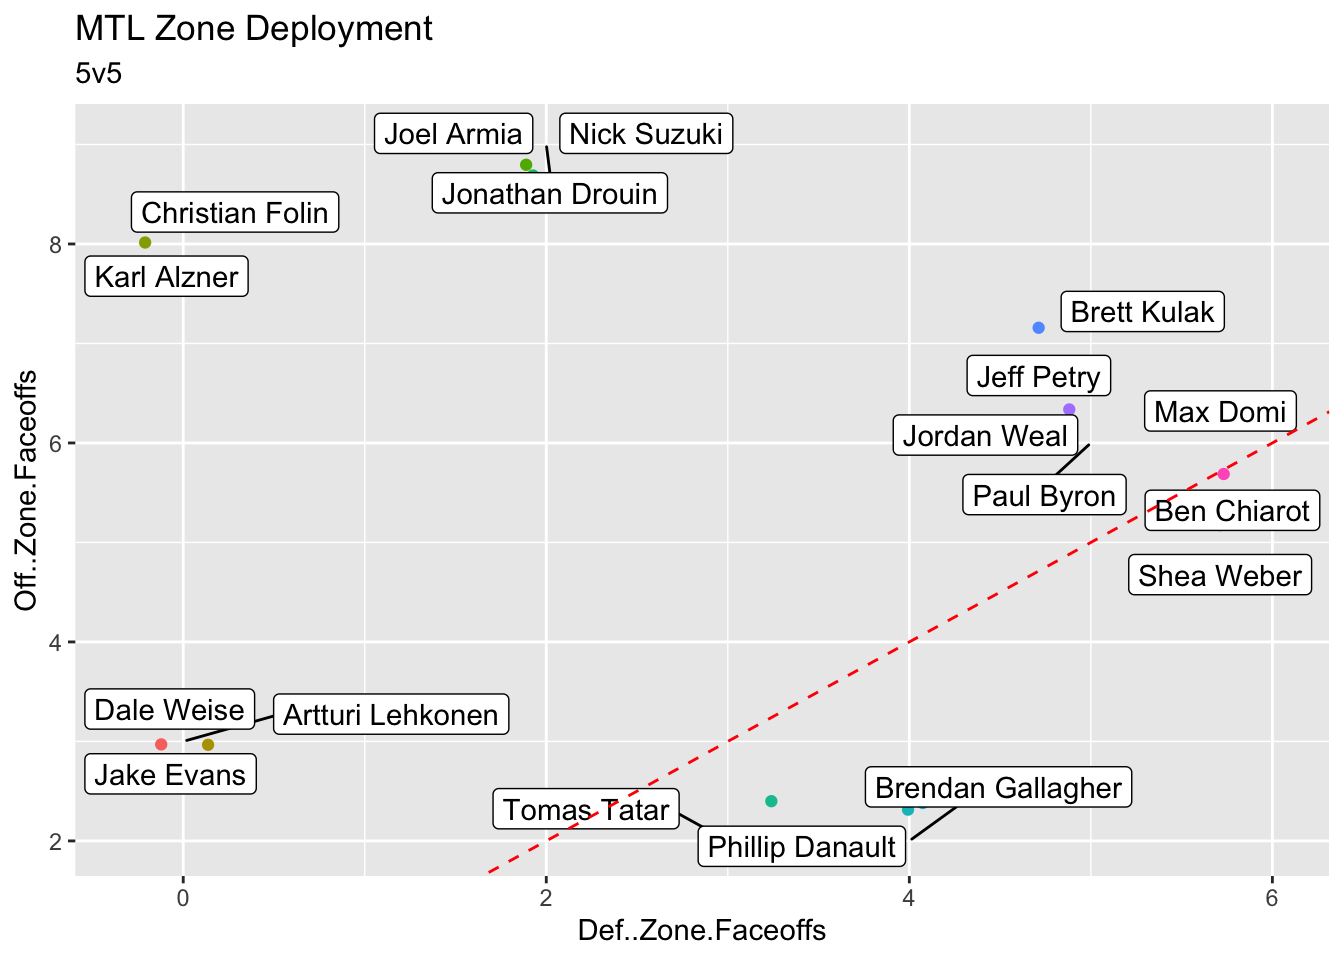 MTL Zone Deployment
5v5
Joel Armia
Nick Suzuki
Jonathan Drouin
Christian Folin
Karl Alzner
Brett Kulak
Jeff Petry
Max Domi
Jordan Weal
Paul Byron
Ben Chiarot
Shea Weber
Dale Weise
Artturi Lehkonen
Jake Evans
Brendan Gallagher
Tomas Tatar
Phillip Danault
8
6
4
2
Off..Zone.Faceoffs
0
2
4
6
Def..Zone.Faceoffs